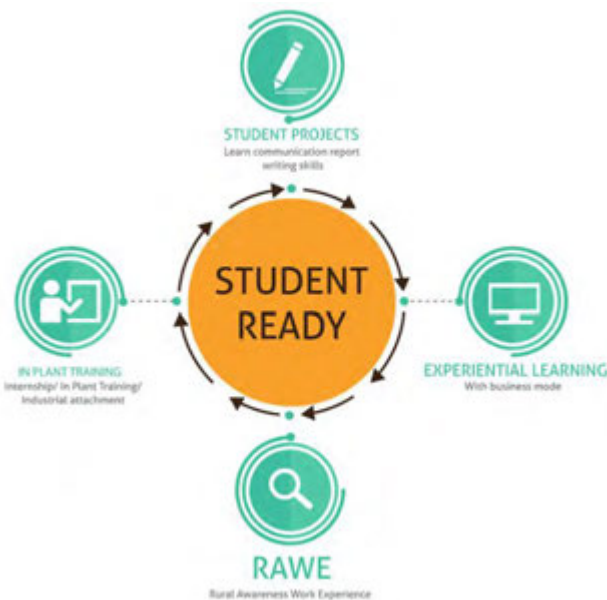 STUDENT PROJECTS
Learn communication report
writing skills
STUDENT
READY
IN PLANT TRAINING
Internship/ In Plant Training/
Industrial attachment
EXPERIENTIAL LEARNING
With business mode
RAWE
Rural Awareness Work Experience